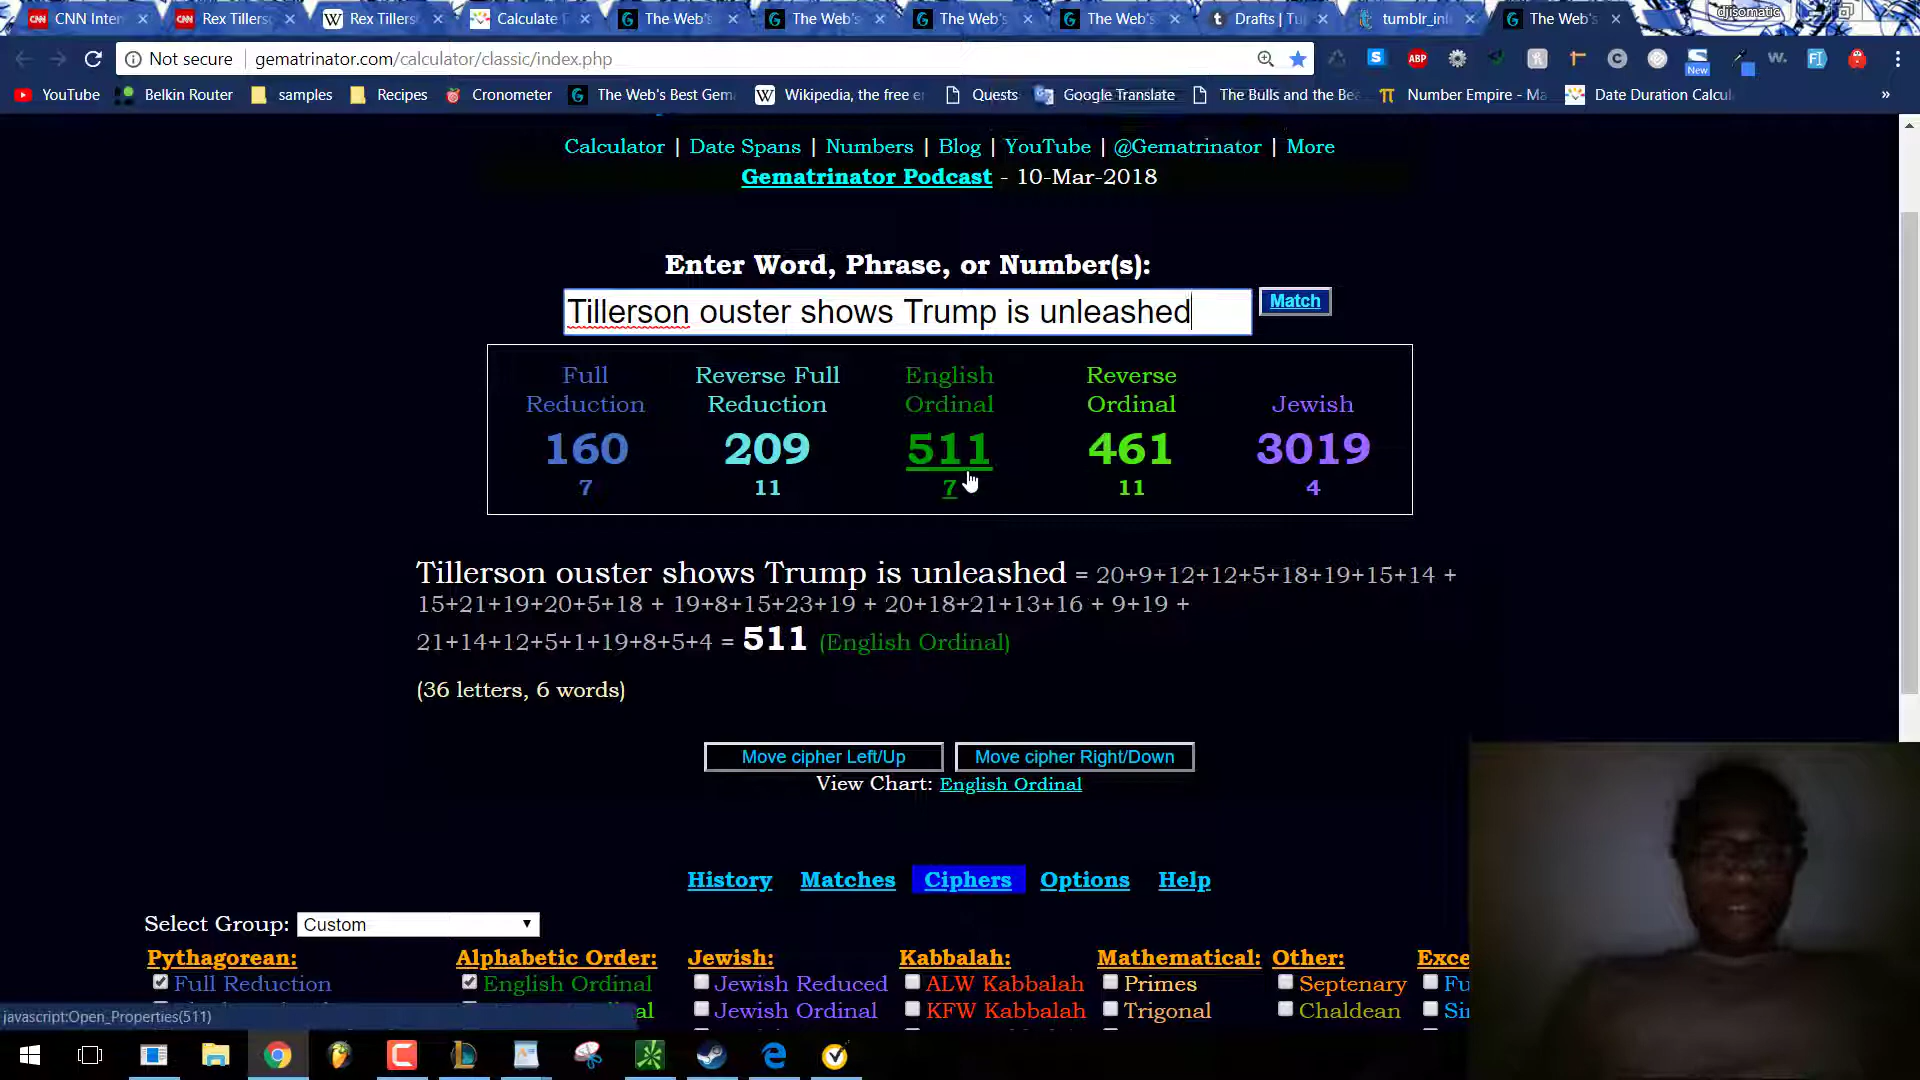 CNN Inter
Rex Tillers
Rex Tillers
Calculate
The Web's
The Web's
The Web's
The Web's
Drafts | Tu
tumblr_inl
The Web's
djisomatic
Not secure
gematrinator.com/calculator/classic/index.php
YouTube
Belkin Router
samples
Recipes
Cronometer
The Web's Best Gem
Wikipedia, the free e
Quests
Google Translate
The Bulls and the Be
Number Empire - Ma
Date Duration Calcul
»
Calculator | Date Spans | Numbers | Blog | YouTube | @Gematrinator | More
Gematrinator Podcast - 10-Mar-2018
Enter Word, Phrase, or Number(s):
Tillerson ouster shows Trump is unleashed
Match
Full Reduction
Reverse Full Reduction
English Ordinal
Reverse Ordinal
Jewish
160 209 511 461 3019
7 11 7 11 4
Tillerson ouster shows Trump is unleashed = 20+9+12+12+5+18+19+15+14 +
15+21+19+20+5+18 + 19+8+15+23+19 + 20+18+21+13+16 + 9+19 +
21+14+12+5+1+19+8+5+4 = 511 (English Ordinal)
(36 letters, 6 words)
Move cipher Left/Up
Move cipher Right/Down
View Chart: English Ordinal
History Matches Ciphers Options Help
Select Group: Custom
Pythagorean: Alphabetic Order: Jewish: Kabbalah: Mathematical: Other: Exce
Full Reduction English Ordinal Jewish Reduced ALW Kabbalah Primes Septenary Fu
Jewish Ordinal KFW Kabbalah Trigonal Chaldean Sin
javascript:Open_Properties(511)